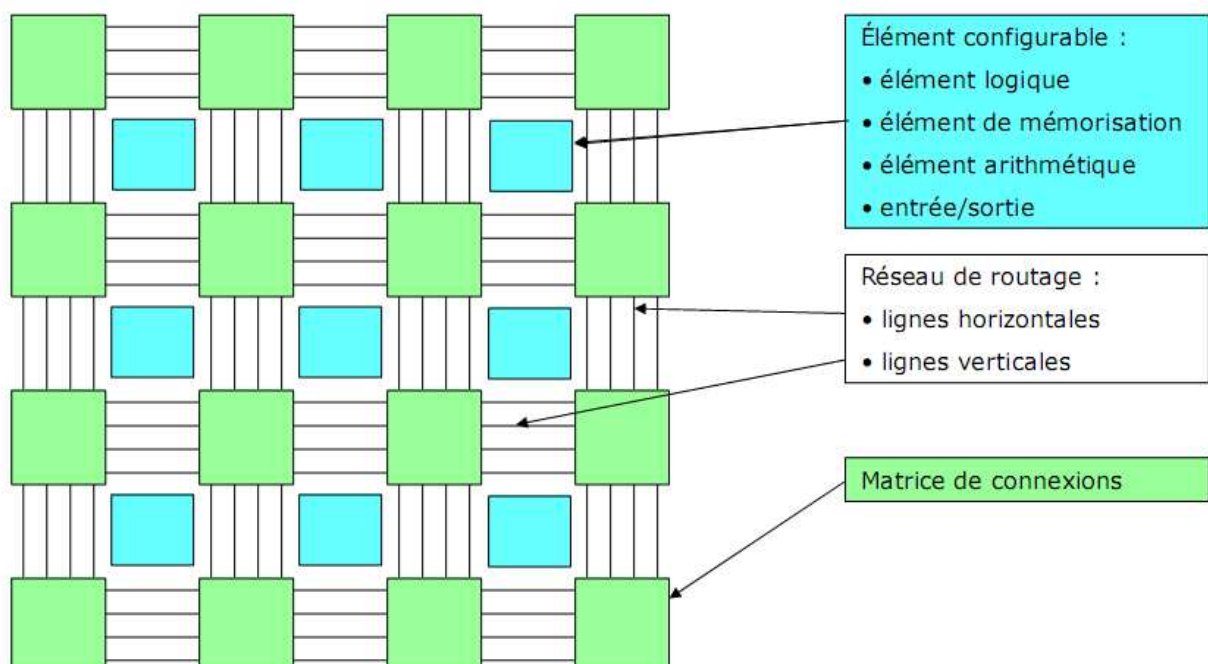 Élément configurable :
• élément logique
• élément de mémorisation
• élément arithmétique
• entrée/sortie
Réseau de routage :
• lignes horizontales
• lignes verticales
Matrice de connexions